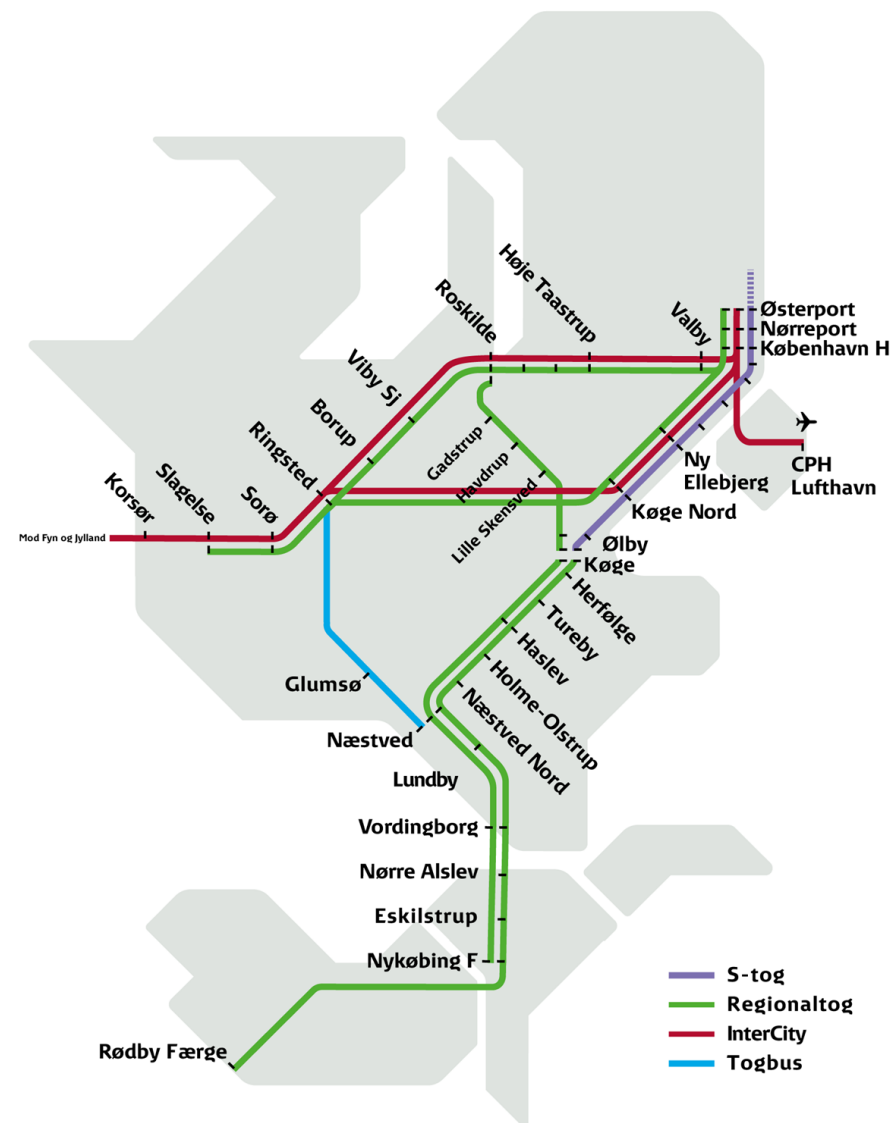 Høje Taastrup
Roskilde
Valby
Østerport
Nørreport
København H
Viby Sj
Borup
Ringsted
Gadstrup
Havdrup
Lille Skensved
Ny
Ellebjerg
CPH
Lufthavn
Korsør
Slagelse
Sorø
Køge Nord
Mod Fyn og Jylland
Ølby
Køge
Herfølge
Tureby
Haslev
Holme-Olstrup
Næstved Nord
Glumsø
Næstved
Lundby
Vordingborg
Nørre Alslev
Eskilstrup
Nykøbing F
Rødby Færge
S-tog
Regionaltog
InterCity
Togbus